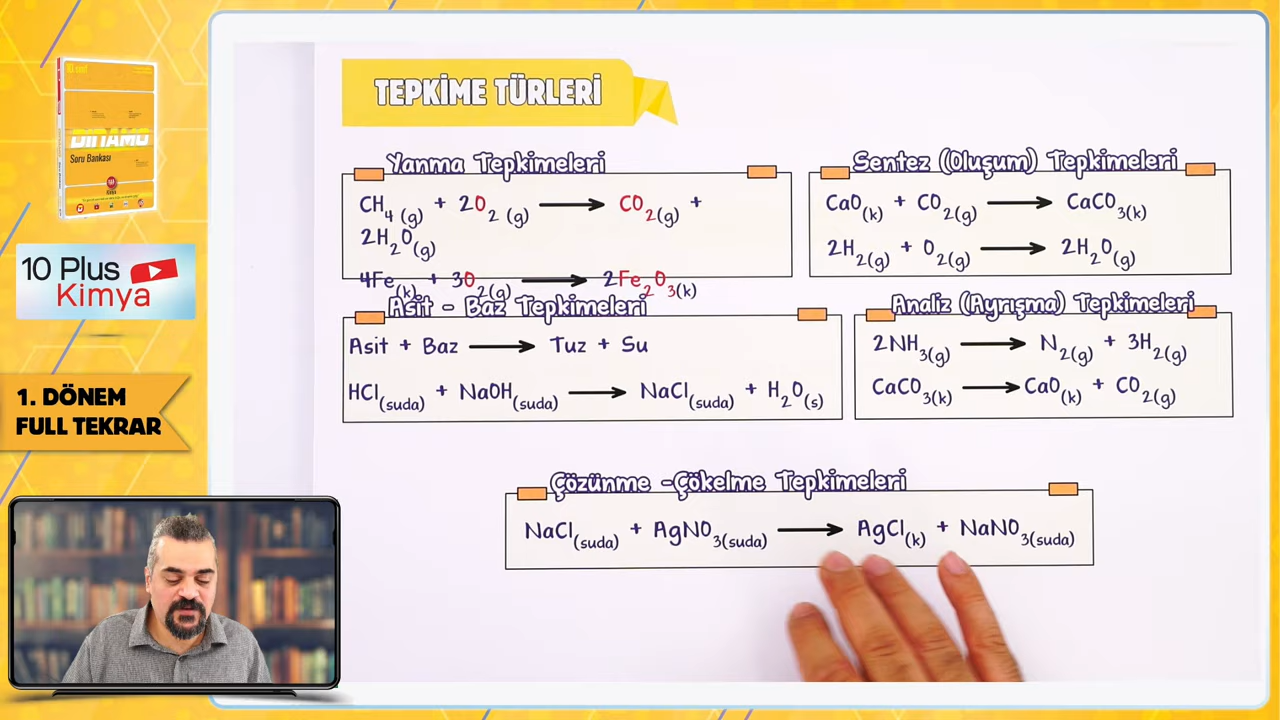 TEPKİME TÜRLERİ
Yanma Tepkimeleri
CH4 (g) + 2O2 (g) ⟶ CO2(g) +
2H2O(g)
4Fe(k) + 3O2(g) ⟶ 2Fe2O3(k)
Sentez (Oluşum) Tepkimeleri
CaO(k) + CO2(g) ⟶ CaCO3(k)
2H2(g) + O2(g) ⟶ 2H2O(g)
Asit - Baz Tepkimeleri
Asit + Baz ⟶ Tuz + Su
HCl(suda) + NaOH(suda) ⟶ NaCl(suda) + H2O(s)
Analiz (Ayrışma) Tepkimeleri
2NH3(g) ⟶ N2(g) + 3H2(g)
CaCO3(k) ⟶ CaO(k) + CO2(g)
Çözünme -Çökelme Tepkimeleri
NaCl(suda) + AgNO3(suda) ⟶ AgCl(k) + NaNO3(suda)
DİNAMO
Soru Bankası
10 Plus
Kimya
1. DÖNEM
FULL TEKRAR